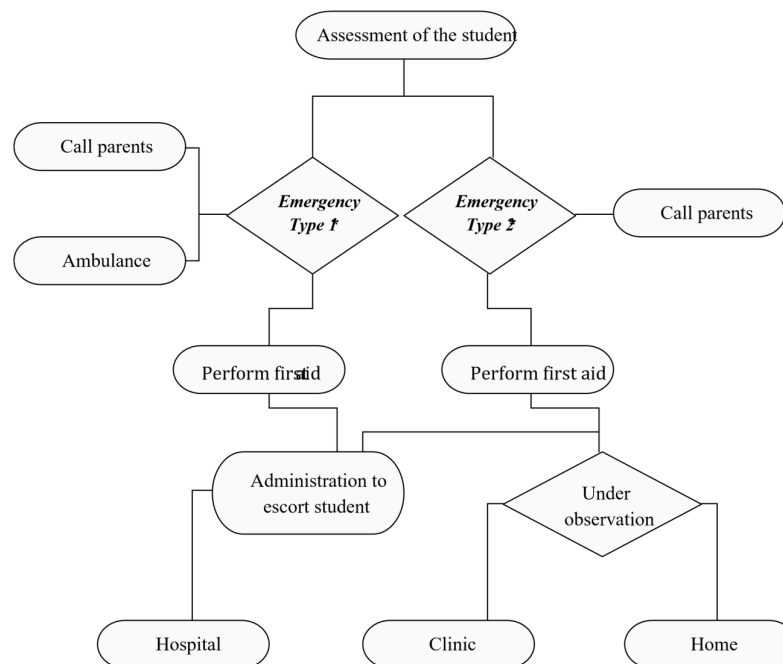 Assessment of the student
Call parents
Emergency
Type 1*
Emergency
Type 2*
Call parents
Ambulance
Perform first aid
Perform first aid
Administration to
escort student
Under
observation
Hospital
Clinic
Home